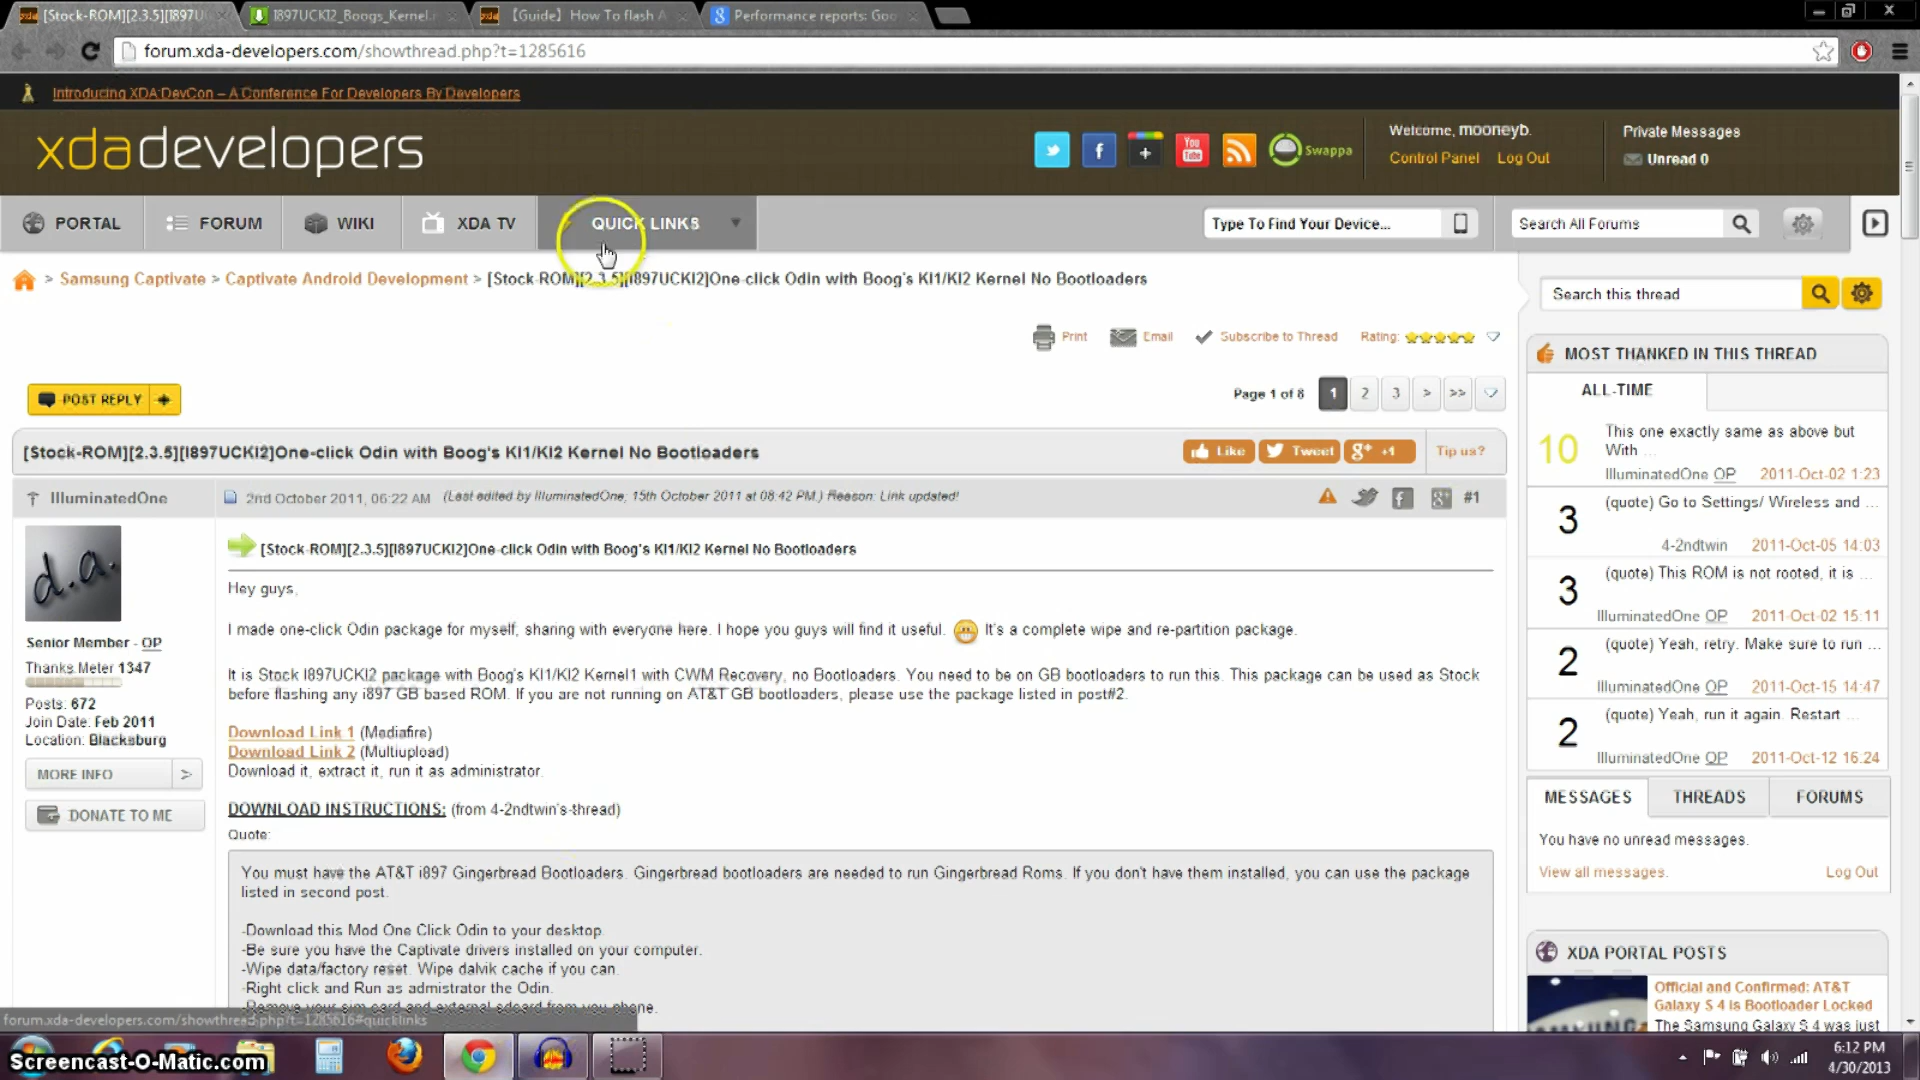 [Stock-ROM][2.3.5][I897U
I897UCKI2_Boogs_Kernel.r
【Guide】 How To flash A
Performance reports: Goo
forum.xda-developers.com/showthread.php?t=1285616
Introducing XDA:DevCon – A Conference For Developers By Developers
xdadevelopers
You Tube
Swappa
Welcome, mooneyb.
Control Panel Log Out
Private Messages
Unread 0
PORTAL
FORUM
WIKI
XDA TV
QUICK LINKS
Type To Find Your Device...
Search All Forums
> Samsung Captivate > Captivate Android Development > [Stock-ROM][2.3.5][I897UCKI2]One-click Odin with Boog's KI1/KI2 Kernel No Bootloaders
Search this thread
Print
Email
Subscribe to Thread
Rating:
POST REPLY
Page 1 of 8 1 2 3 > >>
[Stock-ROM][2.3.5][I897UCKI2]One-click Odin with Boog's KI1/KI2 Kernel No Bootloaders
Like
Tweet
g+ +1
Tip us?
IlluminatedOne
2nd October 2011, 06:22 AM (Last edited by IlluminatedOne; 15th October 2011 at 08:42 PM.) Reason: Link updated!
#1
d.a.
Senior Member - OP
Thanks Meter 1347
Posts: 672
Join Date: Feb 2011
Location: Blacksburg
MORE INFO >
DONATE TO ME
[Stock-ROM][2.3.5][I897UCKI2]One-click Odin with Boog's KI1/KI2 Kernel No Bootloaders
Hey guys,
I made one-click Odin package for myself, sharing with everyone here. I hope you guys will find it useful. It's a complete wipe and re-partition package.
It is Stock I897UCKI2 package with Boog's KI1/KI2 Kernel1 with CWM Recovery, no Bootloaders. You need to be on GB bootloaders to run this. This package can be used as Stock
before flashing any i897 GB based ROM. If you are not running on AT&T GB bootloaders, please use the package listed in post#2.
Download Link 1 (Mediafire)
Download Link 2 (Multiupload)
Download it, extract it, run it as administrator.
DOWNLOAD INSTRUCTIONS: (from 4-2ndtwin's-thread)
Quote:
You must have the AT&T i897 Gingerbread Bootloaders. Gingerbread bootloaders are needed to run Gingerbread Roms. If you don't have them installed, you can use the package
listed in second post.
-Download this Mod One Click Odin to your desktop.
-Be sure you have the Captivate drivers installed on your computer.
-Wipe data/factory reset. Wipe dalvik cache if you can.
-Right click and Run as admistrator the Odin.
-Remove your sim card and external sdcard from you phone.
MOST THANKED IN THIS THREAD
ALL-TIME
10 This one exactly same as above but
With ...
IlluminatedOne OP 2011-Oct-02 1:23
3 (quote) Go to Settings/ Wireless and ...
4-2ndtwin 2011-Oct-05 14:03
3 (quote) This ROM is not rooted, it is ...
IlluminatedOne OP 2011-Oct-02 15:11
2 (quote) Yeah, retry. Make sure to run ...
IlluminatedOne OP 2011-Oct-15 14:47
2 (quote) Yeah, run it again. Restart ...
IlluminatedOne OP 2011-Oct-12 16:24
MESSAGES THREADS FORUMS
You have no unread messages.
View all messages. Log Out
XDA PORTAL POSTS
Official and Confirmed: AT&T
Galaxy S 4 is Bootloader Locked
The Samsung Galaxy S 4 was just
forum.xda-developers.com/showthread.php?t=1285616#quicklinks
Screencast-O-Matic.com
6:12 PM
4/30/2013